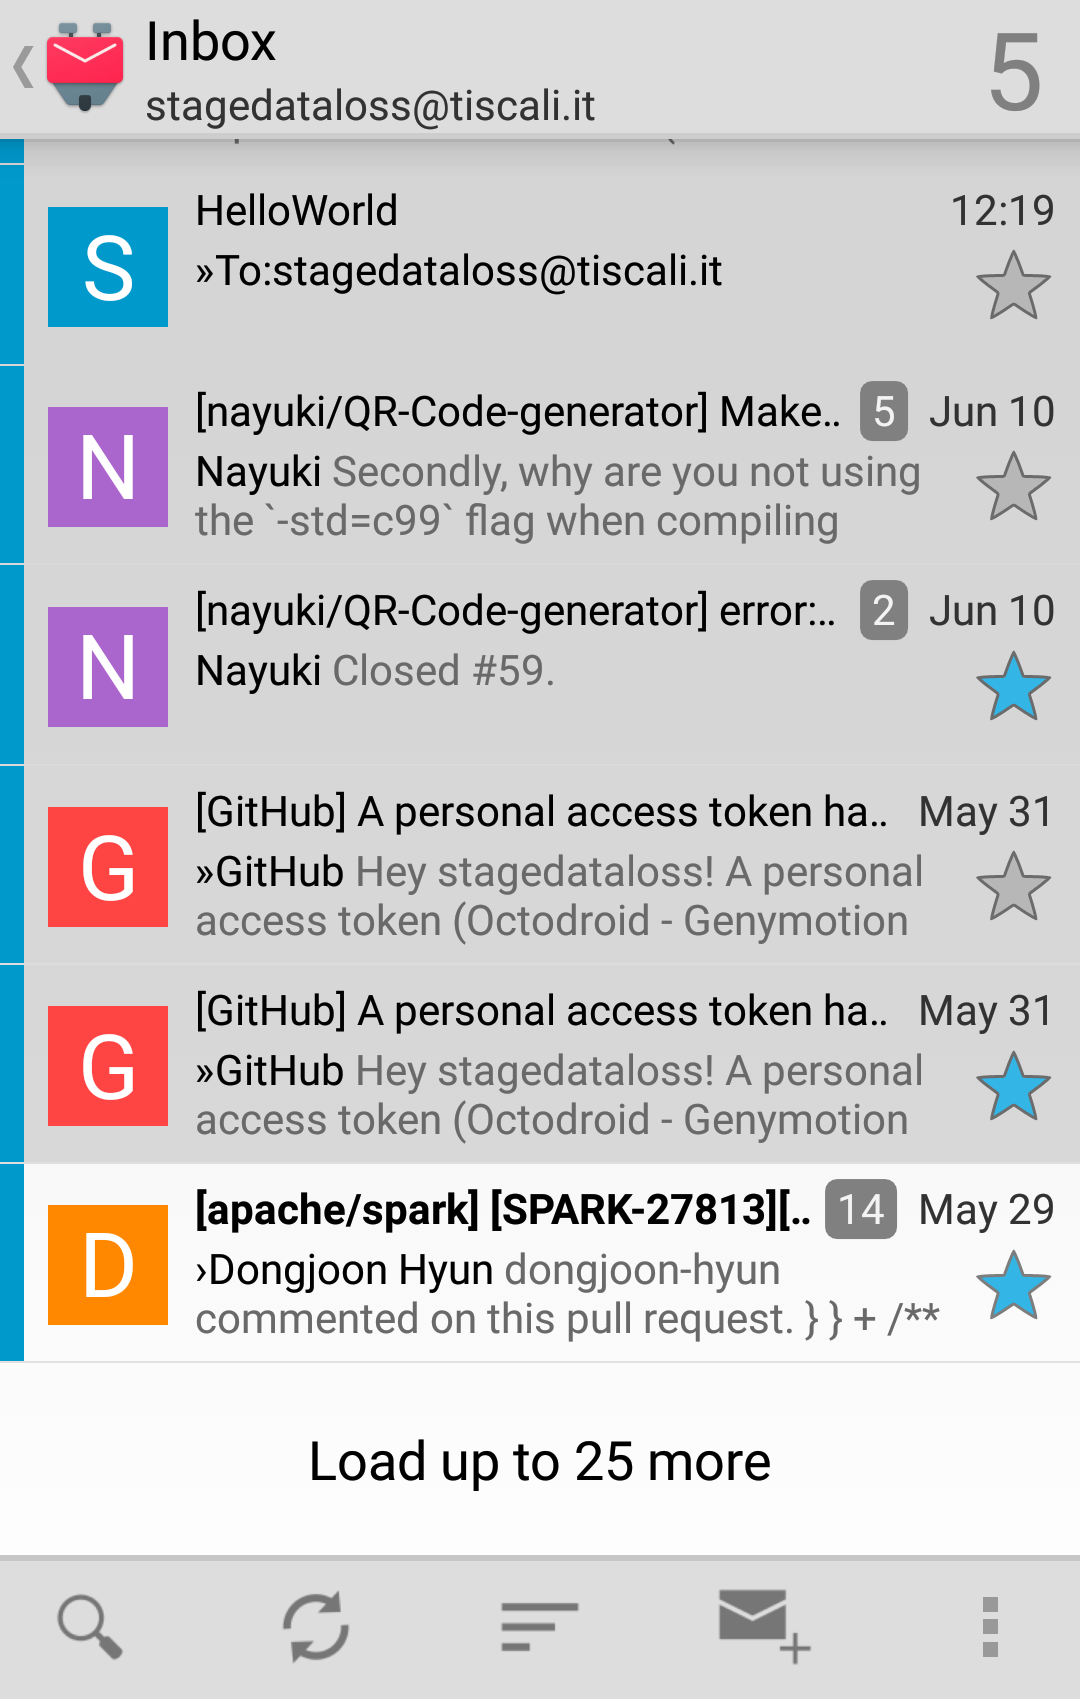 Inbox
stagedataloss@tiscali.it
5
S
HelloWorld
12:19
»To:stagedataloss@tiscali.it
N
[nayuki/QR-Code-generator] Make..
5
Jun 10
Nayuki Secondly, why are you not using
the `-std=c99` flag when compiling
N
[nayuki/QR-Code-generator] error:..
2
Jun 10
Nayuki Closed #59.
G
[GitHub] A personal access token ha..
May 31
»GitHub Hey stagedataloss! A personal
access token (Octodroid - Genymotion
G
[GitHub] A personal access token ha..
May 31
»GitHub Hey stagedataloss! A personal
access token (Octodroid - Genymotion
D
[apache/spark] [SPARK-27813][..
14
May 29
›Dongjoon Hyun dongjoon-hyun
commented on this pull request. } } + /**
Load up to 25 more